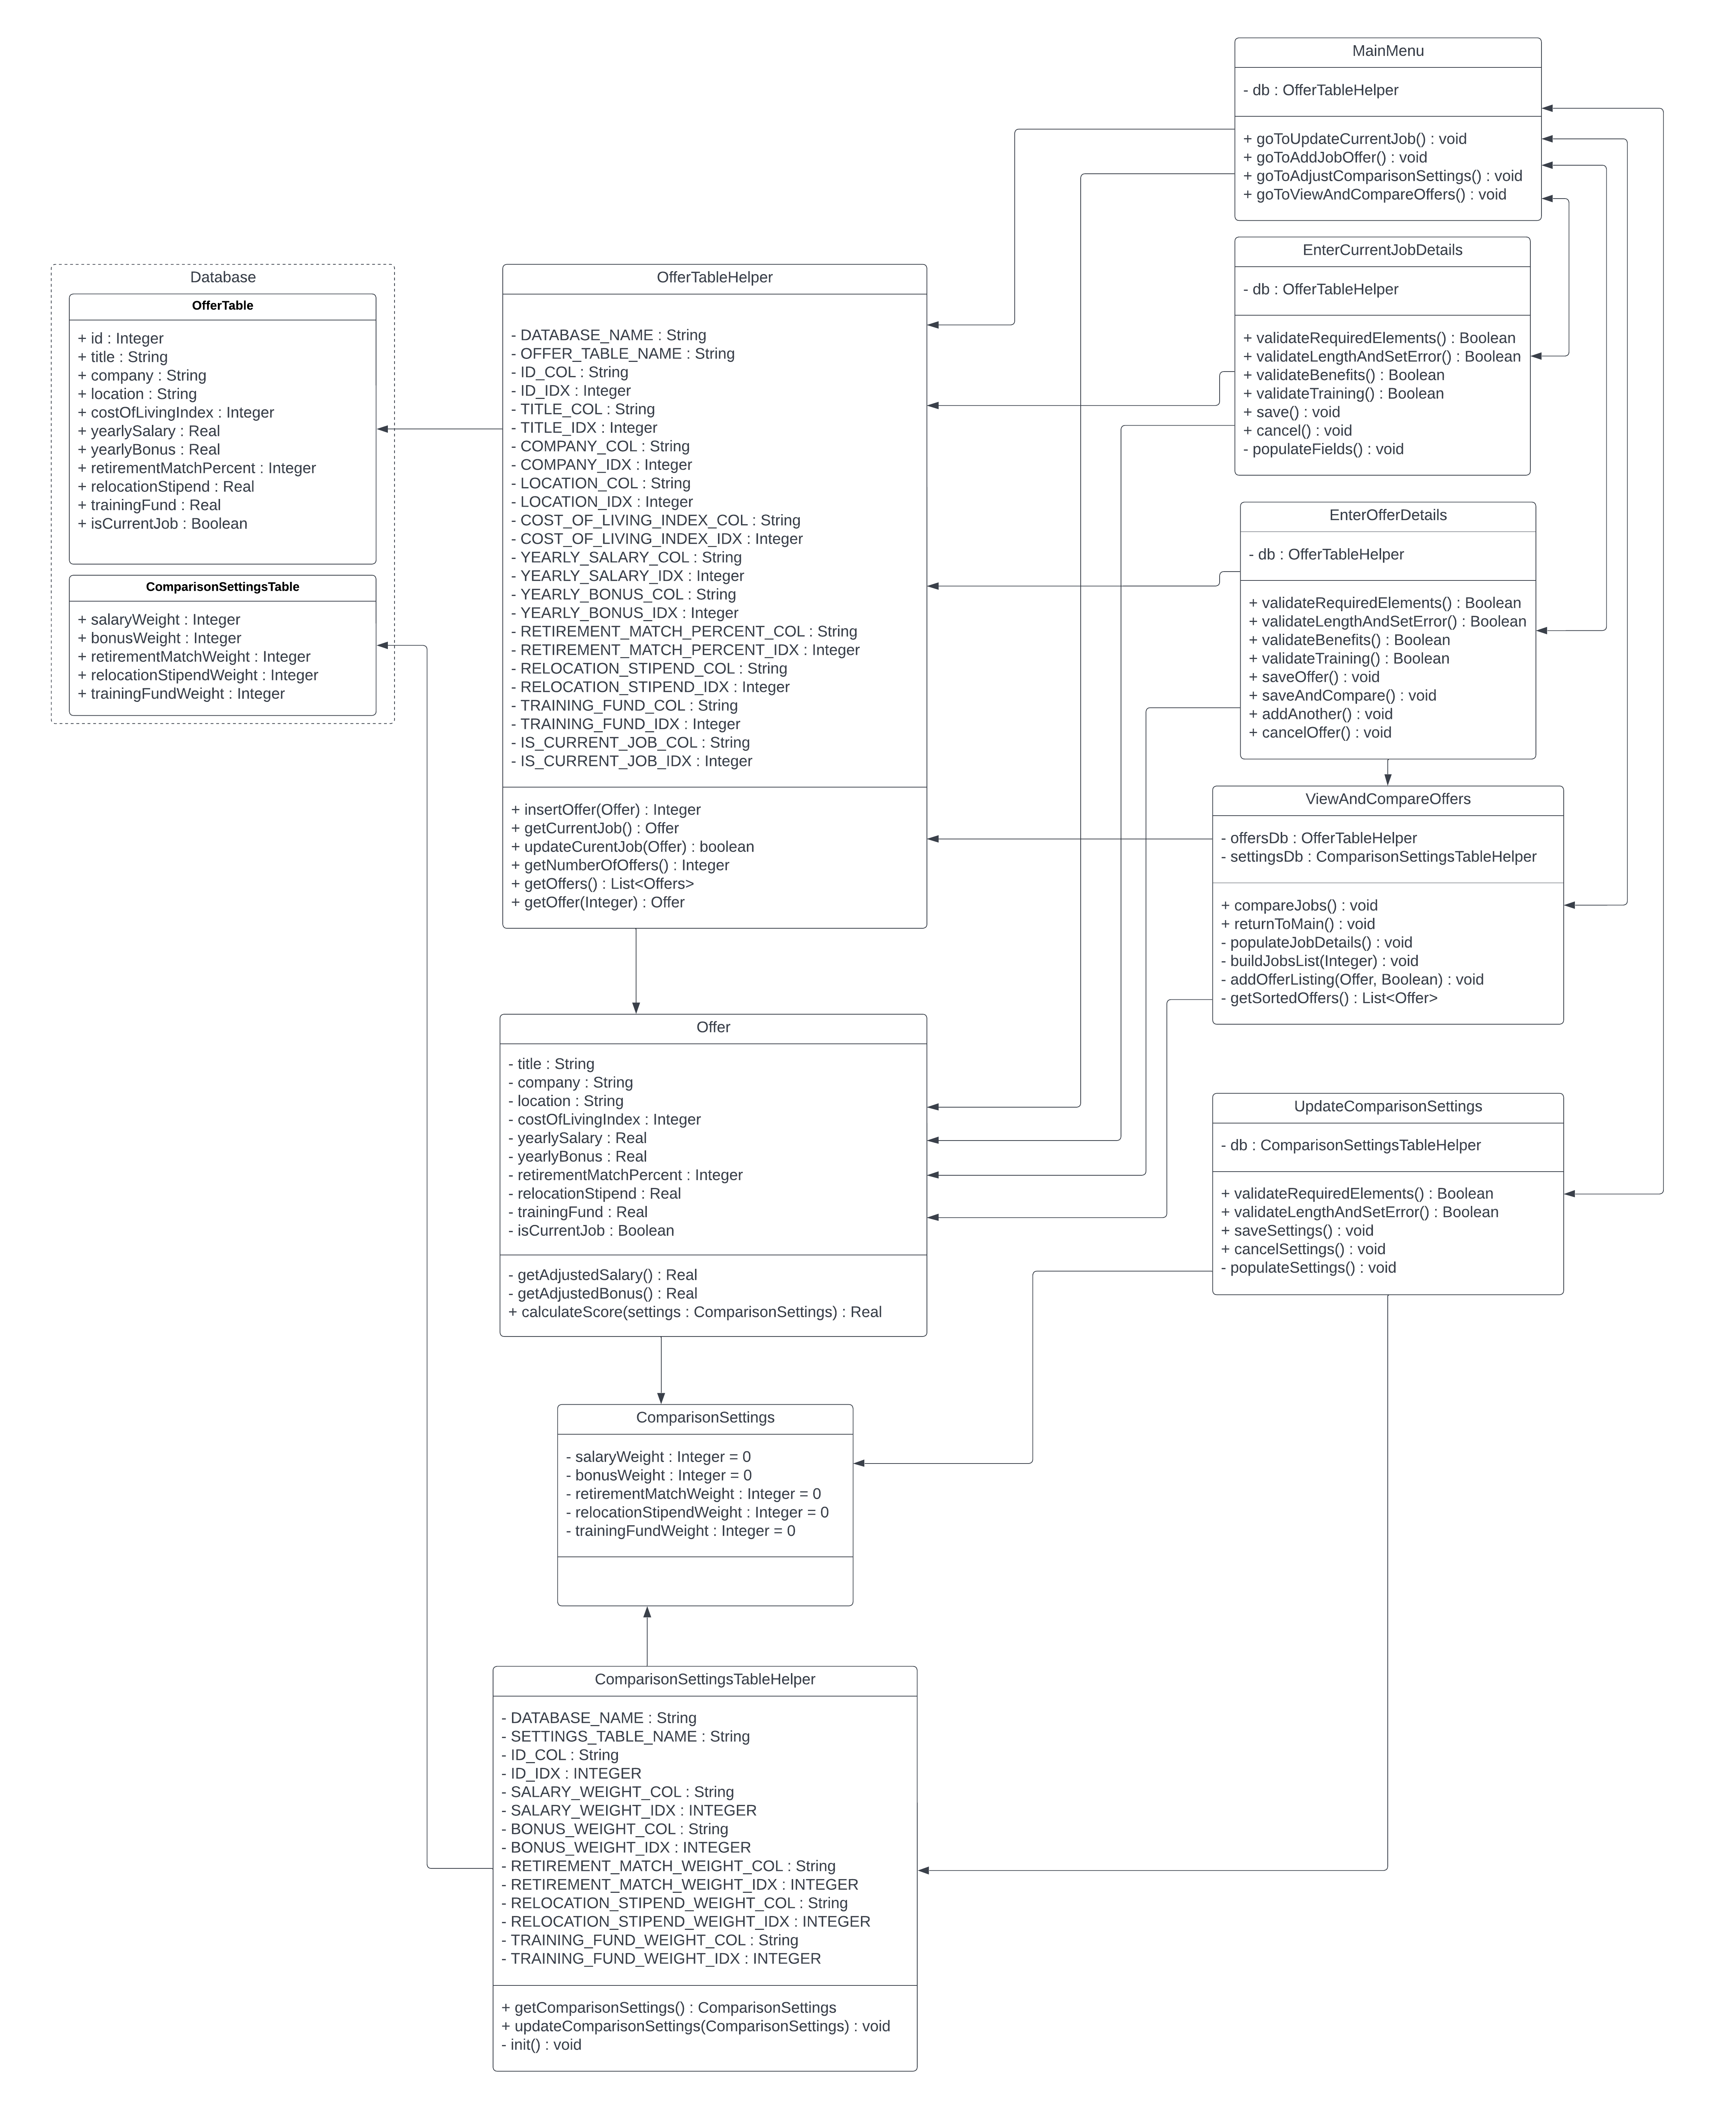 MainMenu
- db : OfferTableHelper
+ goToUpdateCurrentJob() : void
+ goToAddJobOffer() : void
+ goToAdjustComparisonSettings() : void
+ goToViewAndCompareOffers() : void
EnterCurrentJobDetails
- db : OfferTableHelper
+ validateRequiredElements() : Boolean
+ validateLengthAndSetError() : Boolean
+ validateBenefits() : Boolean
+ validateTraining() : Boolean
+ save() : void
+ cancel() : void
- populateFields() : void
Database
OfferTable
+ id : Integer
+ title : String
+ company : String
+ location : String
+ costOfLivingIndex : Integer
+ yearlySalary : Real
+ yearlyBonus : Real
+ retirementMatchPercent : Integer
+ relocationStipend : Real
+ trainingFund : Real
+ isCurrentJob : Boolean
ComparisonSettingsTable
+ salaryWeight : Integer
+ bonusWeight : Integer
+ retirementMatchWeight : Integer
+ relocationStipendWeight : Integer
+ trainingFundWeight : Integer
OfferTableHelper
- DATABASE_NAME : String
- OFFER_TABLE_NAME : String
- ID_COL : String
- ID_IDX : Integer
- TITLE_COL : String
- TITLE_IDX : Integer
- COMPANY_COL : String
- COMPANY_IDX : Integer
- LOCATION_COL : String
- LOCATION_IDX : Integer
- COST_OF_LIVING_INDEX_COL : String
- COST_OF_LIVING_INDEX_IDX : Integer
- YEARLY_SALARY_COL : String
- YEARLY_SALARY_IDX : Integer
- YEARLY_BONUS_COL : String
- YEARLY_BONUS_IDX : Integer
- RETIREMENT_MATCH_PERCENT_COL : String
- RETIREMENT_MATCH_PERCENT_IDX : Integer
- RELOCATION_STIPEND_COL : String
- RELOCATION_STIPEND_IDX : Integer
- TRAINING_FUND_COL : String
- TRAINING_FUND_IDX : Integer
- IS_CURRENT_JOB_COL : String
- IS_CURRENT_JOB_IDX : Integer
+ insertOffer(Offer) : Integer
+ getCurrentJob() : Offer
+ updateCurentJob(Offer) : boolean
+ getNumberOfOffers() : Integer
+ getOffers() : List<Offers>
+ getOffer(Integer) : Offer
EnterOfferDetails
- db : OfferTableHelper
+ validateRequiredElements() : Boolean
+ validateLengthAndSetError() : Boolean
+ validateBenefits() : Boolean
+ validateTraining() : Boolean
+ saveOffer() : void
+ saveAndCompare() : void
+ addAnother() : void
+ cancelOffer() : void
ViewAndCompareOffers
- offersDb : OfferTableHelper
- settingsDb : ComparisonSettingsTableHelper
+ compareJobs() : void
+ returnToMain() : void
- populateJobDetails() : void
- buildJobsList(Integer) : void
- addOfferListing(Offer, Boolean) : void
- getSortedOffers() : List<Offer>
Offer
- title : String
- company : String
- location : String
- costOfLivingIndex : Integer
- yearlySalary : Real
- yearlyBonus : Real
- retirementMatchPercent : Integer
- relocationStipend : Real
- trainingFund : Real
- isCurrentJob : Boolean
- getAdjustedSalary() : Real
- getAdjustedBonus() : Real
+ calculateScore(settings : ComparisonSettings) : Real
UpdateComparisonSettings
- db : ComparisonSettingsTableHelper
+ validateRequiredElements() : Boolean
+ validateLengthAndSetError() : Boolean
+ saveSettings() : void
+ cancelSettings() : void
- populateSettings() : void
ComparisonSettings
- salaryWeight : Integer = 0
- bonusWeight : Integer = 0
- retirementMatchWeight : Integer = 0
- relocationStipendWeight : Integer = 0
- trainingFundWeight : Integer = 0
ComparisonSettingsTableHelper
- DATABASE_NAME : String
- SETTINGS_TABLE_NAME : String
- ID_COL : String
- ID_IDX : INTEGER
- SALARY_WEIGHT_COL : String
- SALARY_WEIGHT_IDX : INTEGER
- BONUS_WEIGHT_COL : String
- BONUS_WEIGHT_IDX : INTEGER
- RETIREMENT_MATCH_WEIGHT_COL : String
- RETIREMENT_MATCH_WEIGHT_IDX : INTEGER
- RELOCATION_STIPEND_WEIGHT_COL : String
- RELOCATION_STIPEND_WEIGHT_IDX : INTEGER
- TRAINING_FUND_WEIGHT_COL : String
- TRAINING_FUND_WEIGHT_IDX : INTEGER
+ getComparisonSettings() : ComparisonSettings
+ updateComparisonSettings(ComparisonSettings) : void
- init() : void